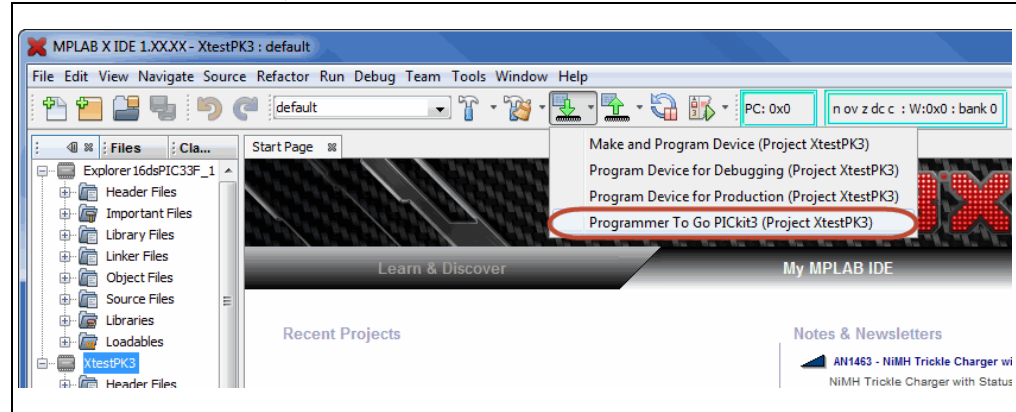 MPLAB X IDE 1.XX.XX - XtestPK3 : default
File Edit View Navigate Source Refactor Run Debug Team Tools Window Help
default
PC: 0x0
n ov z dc c : W:0x0 : bank 0
Files
Cla...
Start Page
Make and Program Device (Project XtestPK3)
Program Device for Debugging (Project XtestPK3)
Program Device for Production (Project XtestPK3)
Programmer To Go PICkit3 (Project XtestPK3)
Explorer16dsPIC33F_1
Header Files
Important Files
Library Files
Linker Files
Object Files
Source Files
Libraries
Loadables
XtestPK3
Header Files
Learn & Discover
My MPLAB IDE
Recent Projects
Notes & Newsletters
AN1463 - NiMH Trickle Charger wi
NiMH Trickle Charger with Status